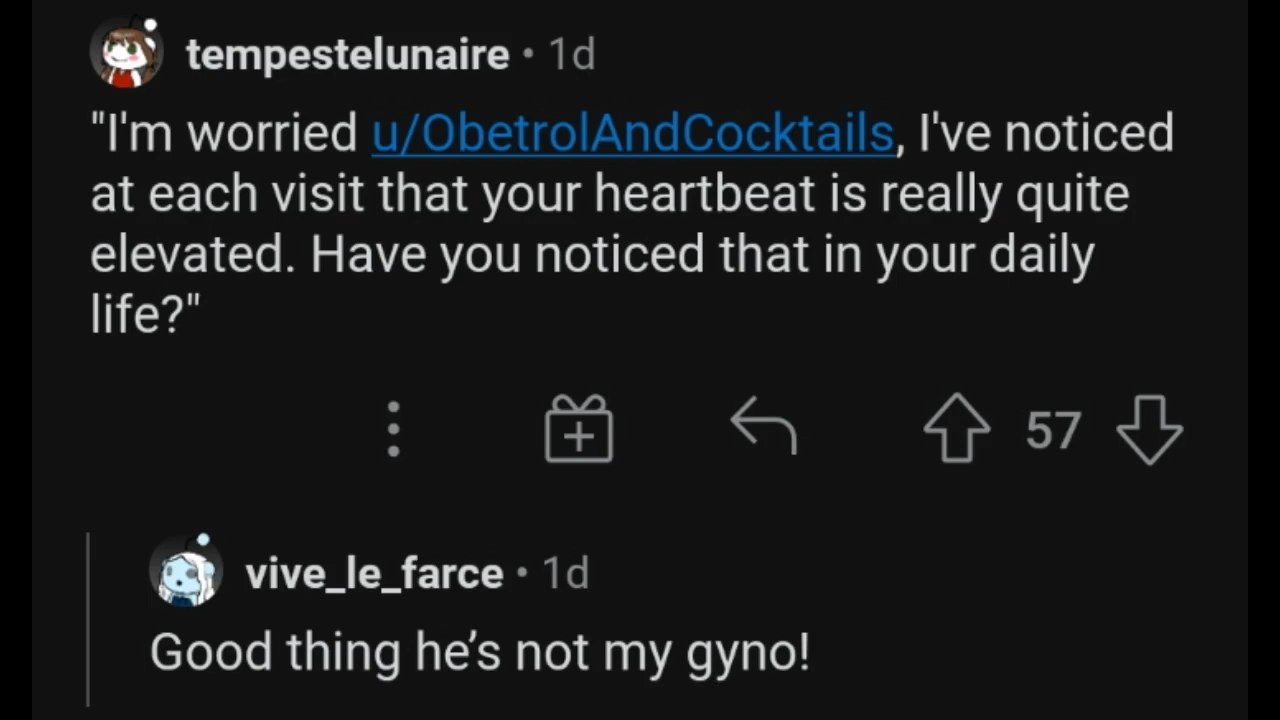 tempestelunaire • 1d
"I'm worried u/ObetrolAndCocktails, I've noticed
at each visit that your heartbeat is really quite
elevated. Have you noticed that in your daily
life?"
57
vive_le_farce • 1d
Good thing he’s not my gyno!